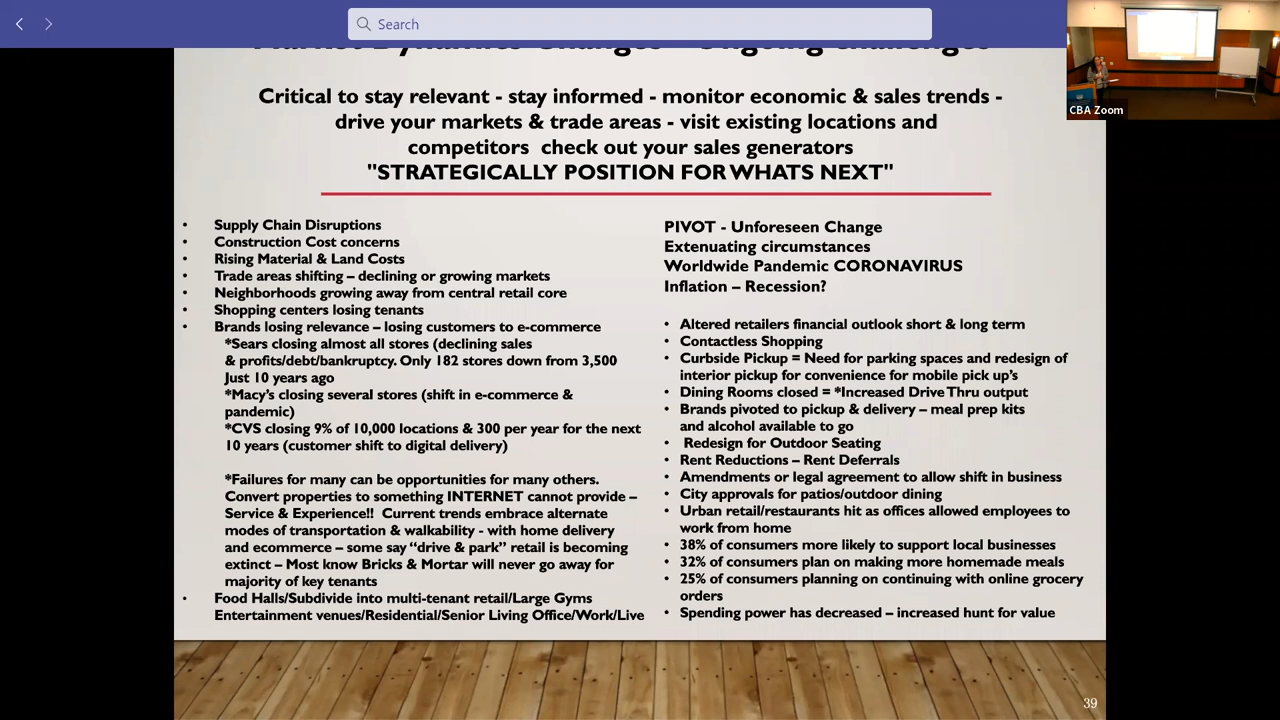 Search
CBA Zoom
Market Dynamics Changes - Ongoing Challenges
Critical to stay relevant - stay informed - monitor economic & sales trends -
drive your markets & trade areas - visit existing locations and
competitors check out your sales generators
"STRATEGICALLY POSITION FOR WHATS NEXT"
• Supply Chain Disruptions
• Construction Cost concerns
• Rising Material & Land Costs
• Trade areas shifting – declining or growing markets
• Neighborhoods growing away from central retail core
• Shopping centers losing tenants
• Brands losing relevance – losing customers to e-commerce
*Sears closing almost all stores (declining sales
& profits/debt/bankruptcy. Only 182 stores down from 3,500
Just 10 years ago
*Macy's closing several stores (shift in e-commerce &
pandemic)
*CVS closing 9% of 10,000 locations & 300 per year for the next
10 years (customer shift to digital delivery)
*Failures for many can be opportunities for many others.
Convert properties to something INTERNET cannot provide –
Service & Experience!! Current trends embrace alternate
modes of transportation & walkability - with home delivery
and ecommerce – some say “drive & park” retail is becoming
extinct – Most know Bricks & Mortar will never go away for
majority of key tenants
• Food Halls/Subdivide into multi-tenant retail/Large Gyms
Entertainment venues/Residential/Senior Living Office/Work/Live
PIVOT - Unforeseen Change
Extenuating circumstances
Worldwide Pandemic CORONAVIRUS
Inflation – Recession?
• Altered retailers financial outlook short & long term
• Contactless Shopping
• Curbside Pickup = Need for parking spaces and redesign of
interior pickup for convenience for mobile pick up’s
• Dining Rooms closed = *Increased Drive Thru output
• Brands pivoted to pickup & delivery – meal prep kits
and alcohol available to go
• Redesign for Outdoor Seating
• Rent Reductions – Rent Deferrals
• Amendments or legal agreement to allow shift in business
• City approvals for patios/outdoor dining
• Urban retail/restaurants hit as offices allowed employees to
work from home
• 38% of consumers more likely to support local businesses
• 32% of consumers plan on making more homemade meals
• 25% of consumers planning on continuing with online grocery
orders
• Spending power has decreased – increased hunt for value
39